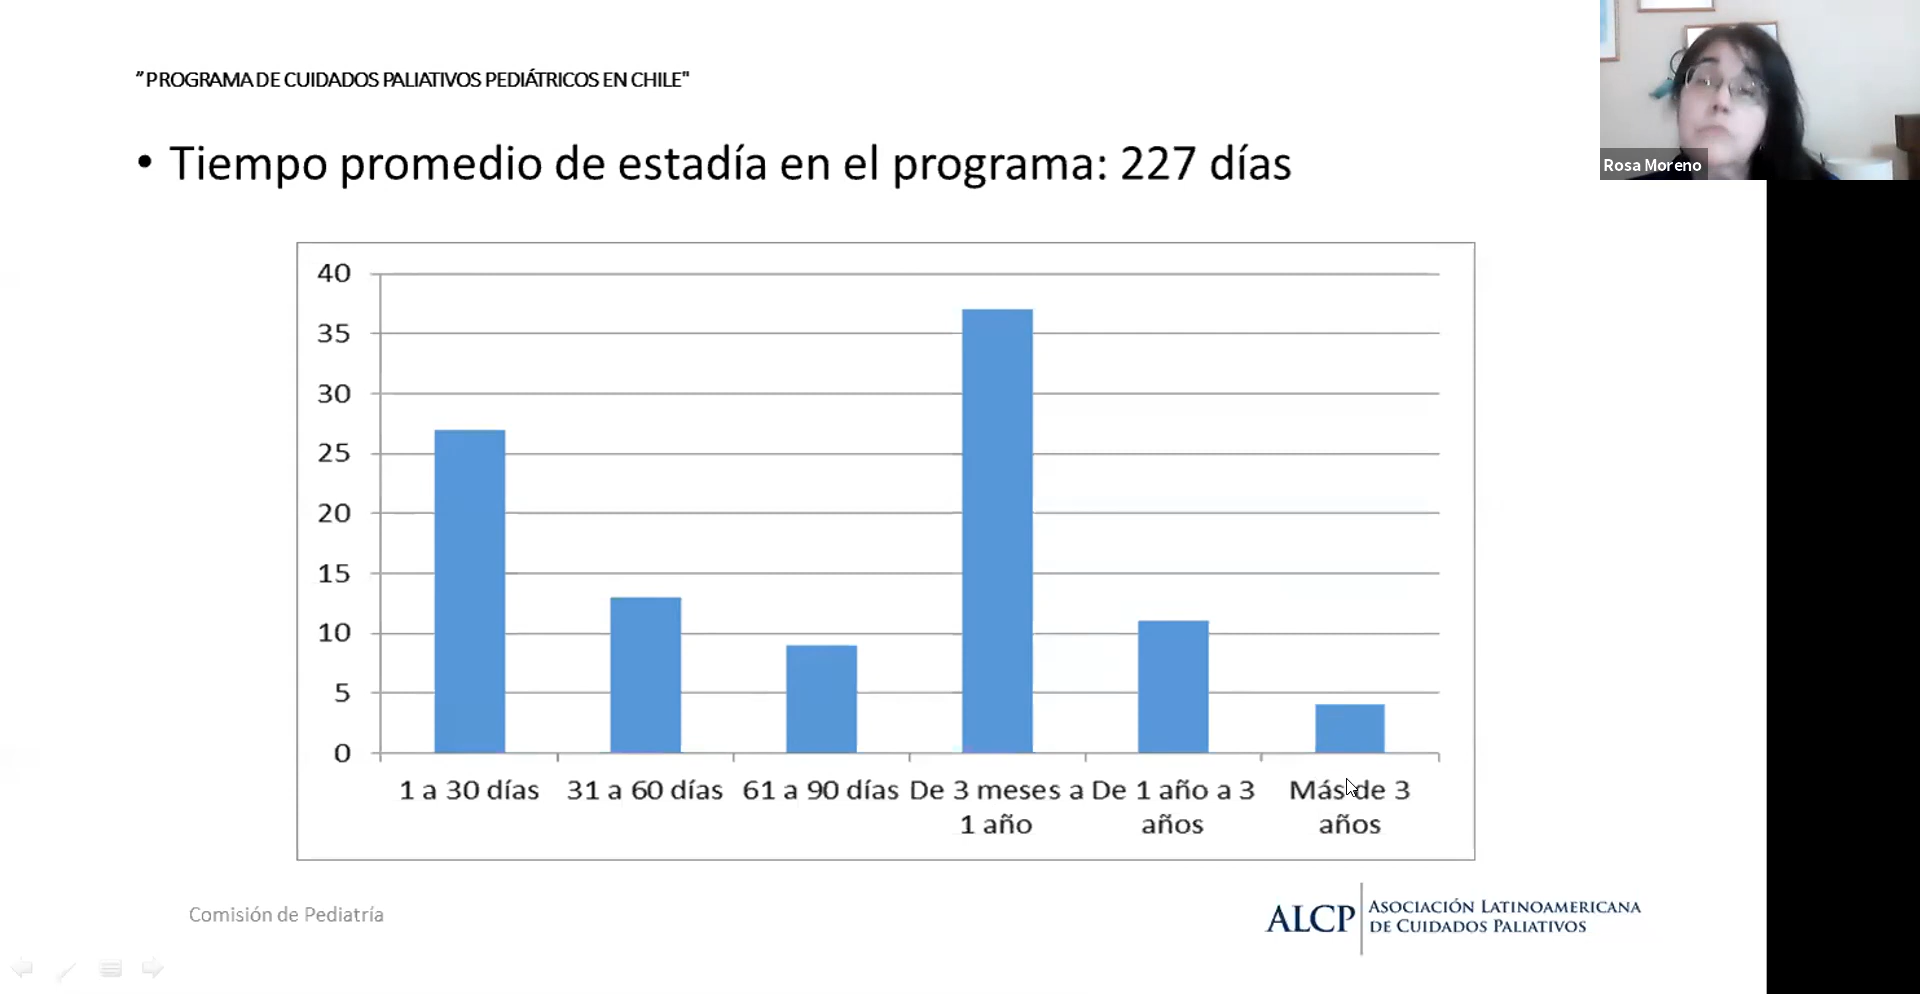 "PROGRAMA DE CUIDADOS PALIATIVOS PEDIÁTRICOS EN CHILE"
Rosa Moreno
• Tiempo promedio de estadía en el programa: 227 días
40
35
30
25
20
15
10
5
0
1 a 30 días
31 a 60 días
61 a 90 días
De 3 meses a
1 año
De 1 año a 3
años
Más de 3
años
Comisión de Pediatría
ALCP
ASOCIACIÓN LATINOAMERICANA
DE CUIDADOS PALIATIVOS